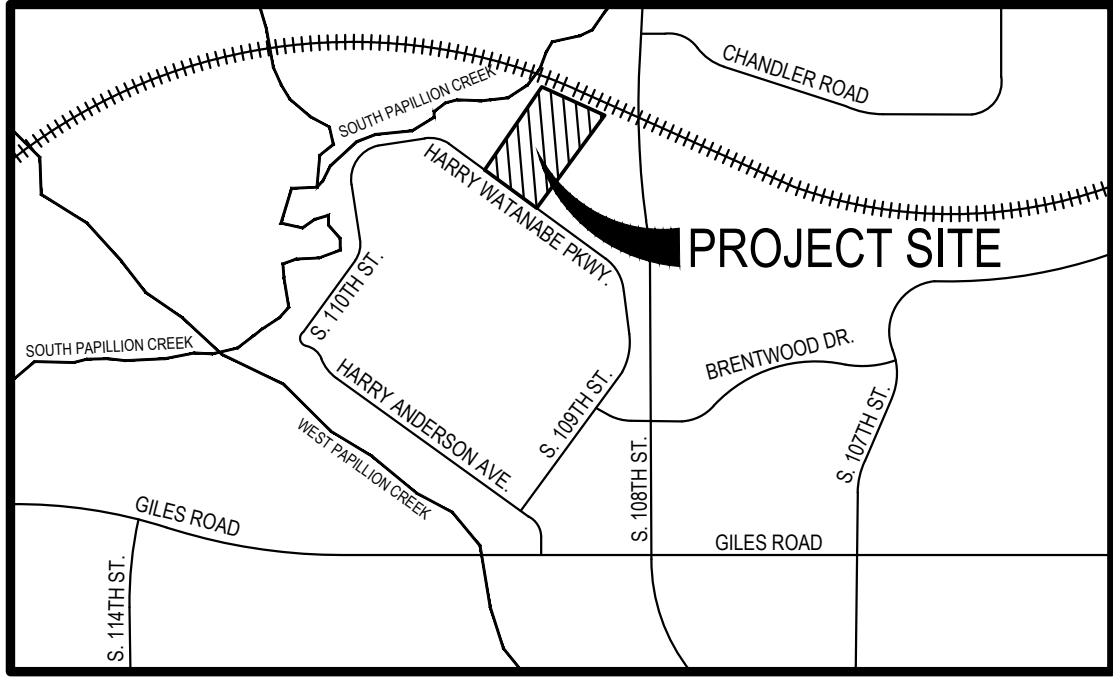 CHANDLER ROAD
SOUTH PAPILLION CREEK
HARRY WATANABE PKWY.
PROJECT SITE
S. 110TH ST.
SOUTH PAPILLION CREEK
BRENTWOOD DR.
HARRY ANDERSON AVE.
S. 109TH ST.
S. 107TH ST.
WEST PAPILLION CREEK
S. 108TH ST.
GILES ROAD
GILES ROAD
S. 114TH ST.